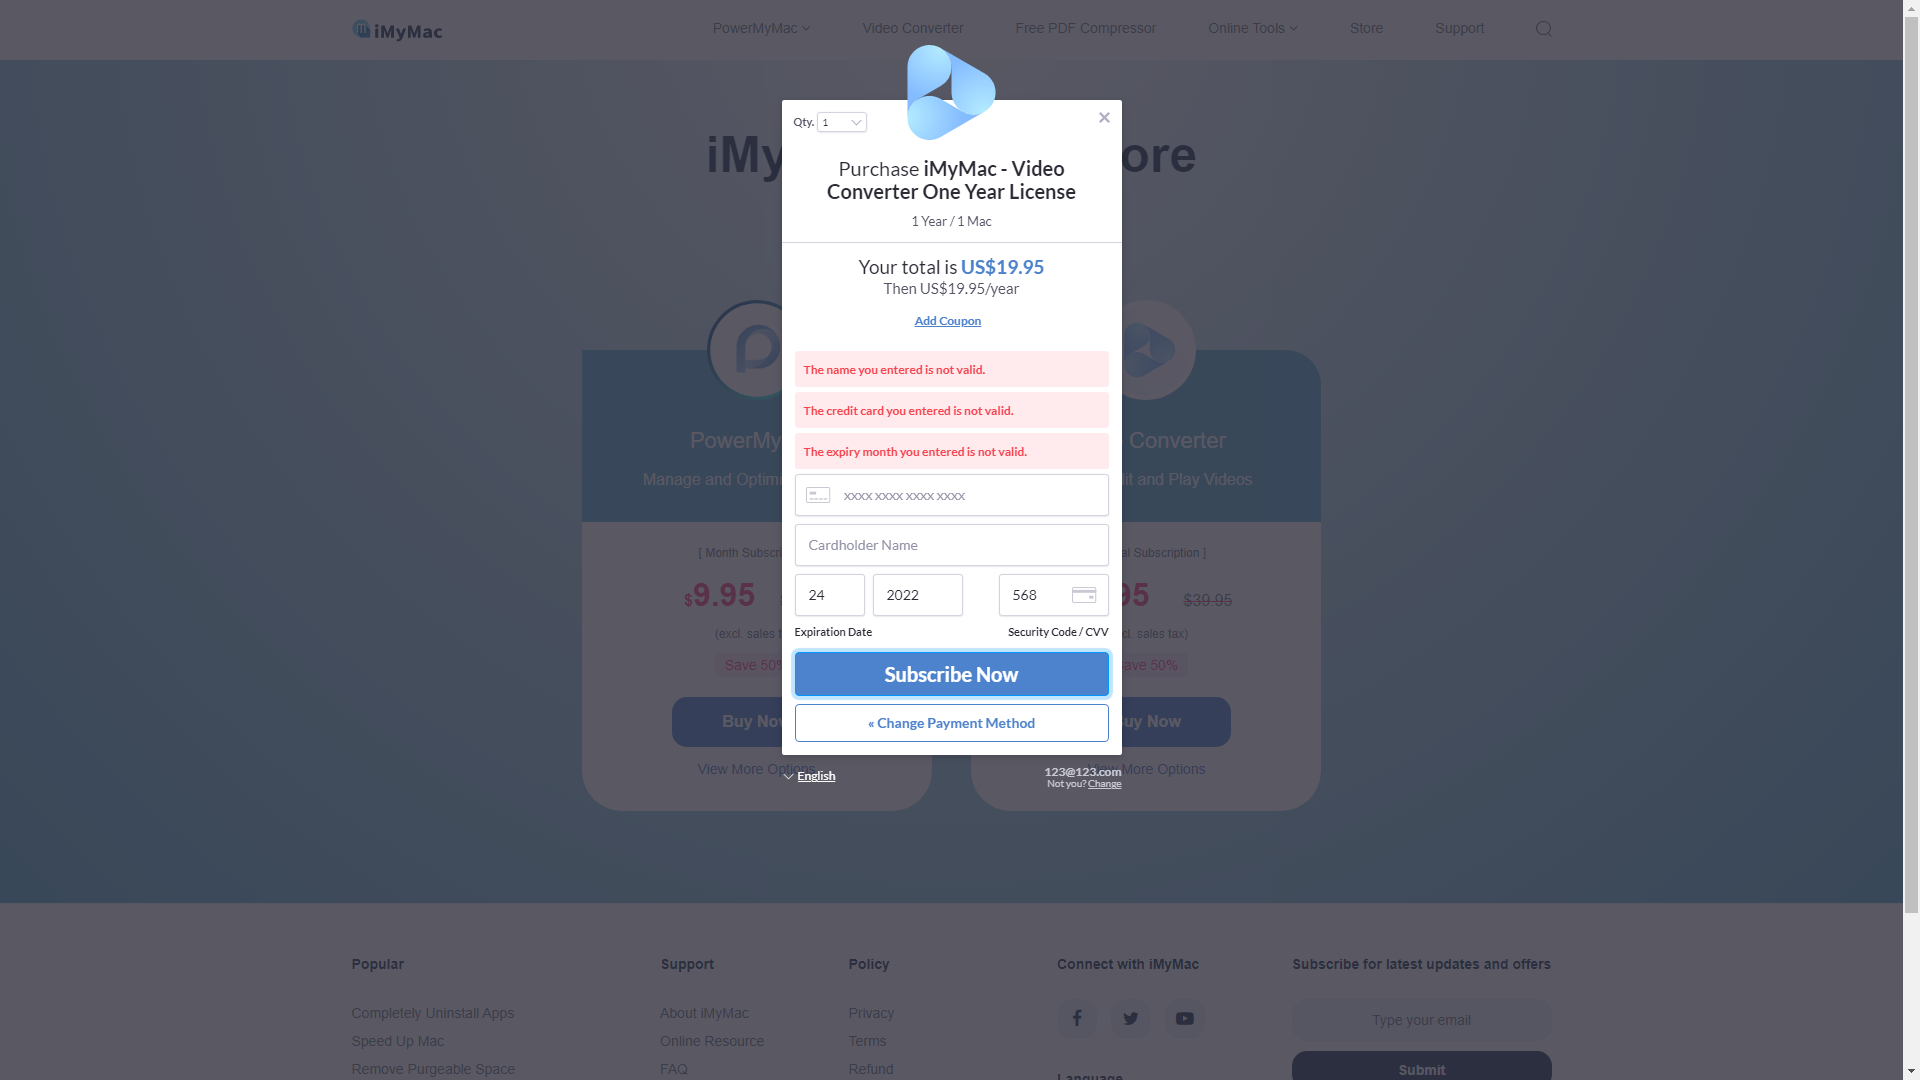 iMyMac
PowerMyMac
Video Converter
Free PDF Compressor
Online Tools
Store
Support
Qty. 1
Purchase iMyMac - Video
Converter One Year License
1 Year / 1 Mac
Your total is US$19.95
Then US$19.95/year
Add Coupon
The name you entered is not valid.
The credit card you entered is not valid.
The expiry month you entered is not valid.
xxxx xxxx xxxx xxxx
Cardholder Name
24
2022
568
Expiration Date
Security Code / CVV
Subscribe Now
« Change Payment Method
English
123@123.com
Not you? Change
iMy
ore
PowerMy
Converter
Manage and Optimi
it and Play Videos
[ Month Subscri
al Subscription ]
$9.95
95
$39.95
(excl. sales t
cl. sales tax)
Save 50%
ave 50%
Buy Now
uy Now
View More Options
View More Options
Popular
Completely Uninstall Apps
Speed Up Mac
Remove Purgeable Space
Support
About iMyMac
Online Resource
FAQ
Policy
Privacy
Terms
Refund
Connect with iMyMac
Language
Subscribe for latest updates and offers
Type your email
Submit